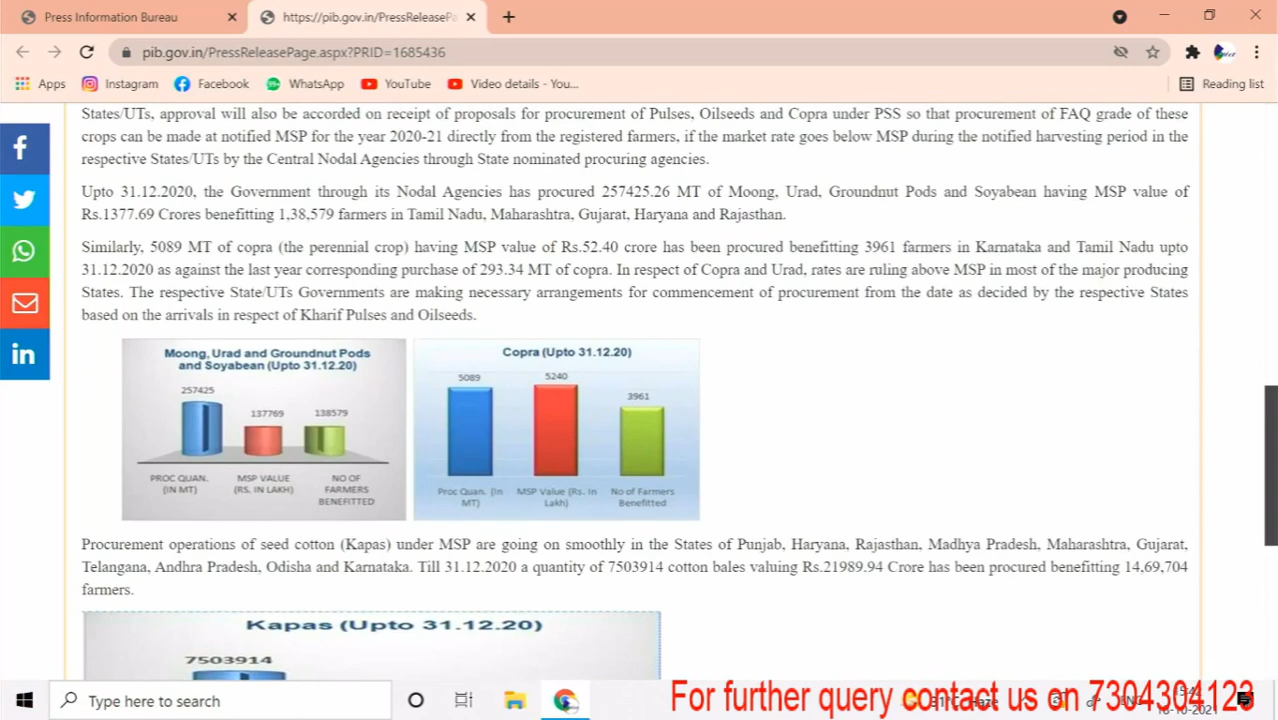 Press Information Bureau
https://pib.gov.in/PressReleasePa
pib.gov.in/PressReleasePage.aspx?PRID=1685436
Apps Instagram Facebook WhatsApp YouTube Video details - You... Reading list
States/UTs, approval will also be accorded on receipt of proposals for procurement of Pulses, Oilseeds and Copra under PSS so that procurement of FAQ grade of these
crops can be made at notified MSP for the year 2020-21 directly from the registered farmers, if the market rate goes below MSP during the notified harvesting period in the
respective States/UTs by the Central Nodal Agencies through State nominated procuring agencies.
Upto 31.12.2020, the Government through its Nodal Agencies has procured 257425.26 MT of Moong, Urad, Groundnut Pods and Soyabean having MSP value of
Rs.1377.69 Crores benefitting 1,38,579 farmers in Tamil Nadu, Maharashtra, Gujarat, Haryana and Rajasthan.
Similarly, 5089 MT of copra (the perennial crop) having MSP value of Rs.52.40 crore has been procured benefitting 3961 farmers in Karnataka and Tamil Nadu upto
31.12.2020 as against the last year corresponding purchase of 293.34 MT of copra. In respect of Copra and Urad, rates are ruling above MSP in most of the major producing
States. The respective State/UTs Governments are making necessary arrangements for commencement of procurement from the date as decided by the respective States
based on the arrivals in respect of Kharif Pulses and Oilseeds.
Moong, Urad and Groundnut Pods
and Soyabean (Upto 31.12.20)
257425
137769
138579
PROC QUAN.
(IN MT)
MSP VALUE
(RS. IN LAKH)
NO OF
FARMERS
BENEFITTED
Copra (Upto 31.12.20)
5089
5240
3961
Proc Quan. (In
MT)
MSP Value (Rs. In
Lakh)
No of Farmers
Benefitted
Procurement operations of seed cotton (Kapas) under MSP are going on smoothly in the States of Punjab, Haryana, Rajasthan, Madhya Pradesh, Maharashtra, Gujarat,
Telangana, Andhra Pradesh, Odisha and Karnataka. Till 31.12.2020 a quantity of 7503914 cotton bales valuing Rs.21989.94 Crore has been procured benefitting 14,69,704
farmers.
Kapas (Upto 31.12.20)
7503914
Type here to search
For further query contact us on 7304304123